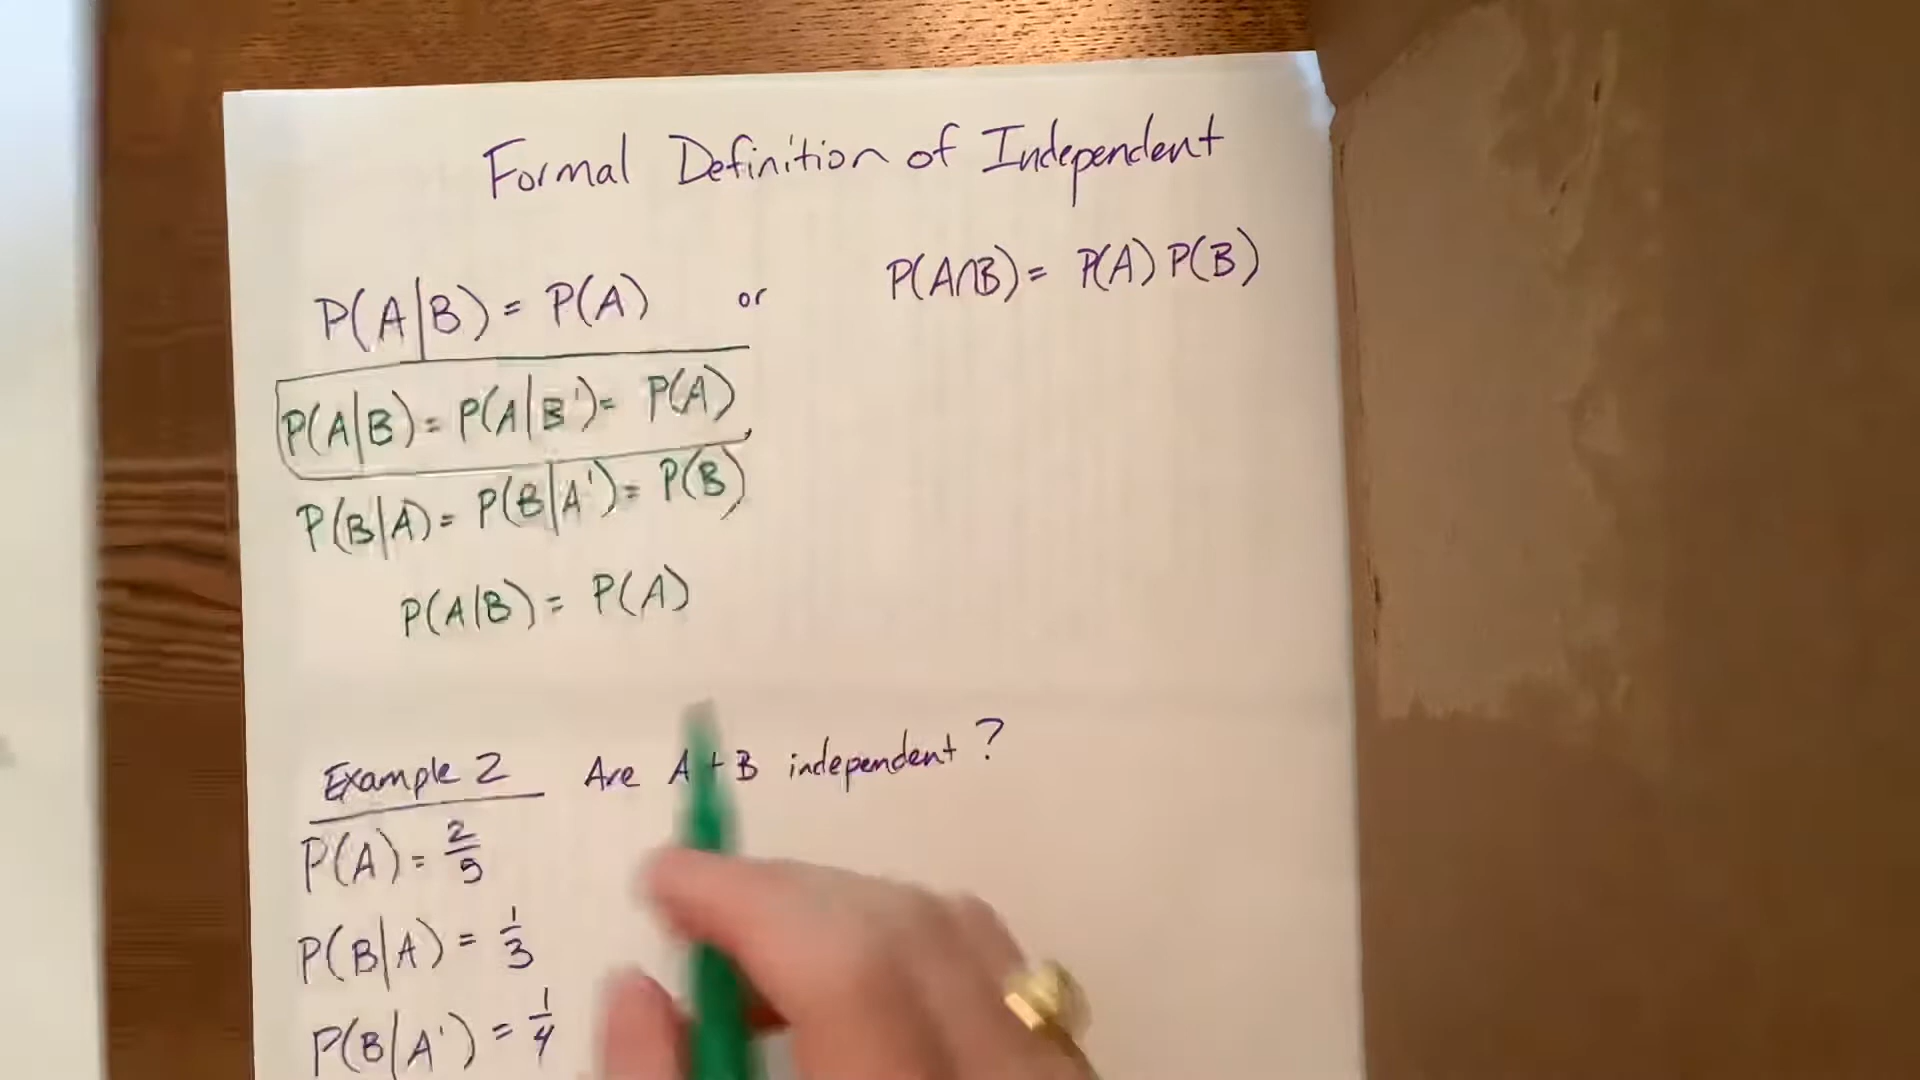 Formal Definition of Independent
P(A|B) = P(A) or P(A∩B) = P(A) P(B)
P(A|B) = P(A|B') = P(A),
P(B|A) = P(B|A') = P(B)
P(A|B) = P(A)
Example 2 Are A + B independent?
P(A) = 2/5
P(B|A) = 1/3
P(B|A') = 1/4